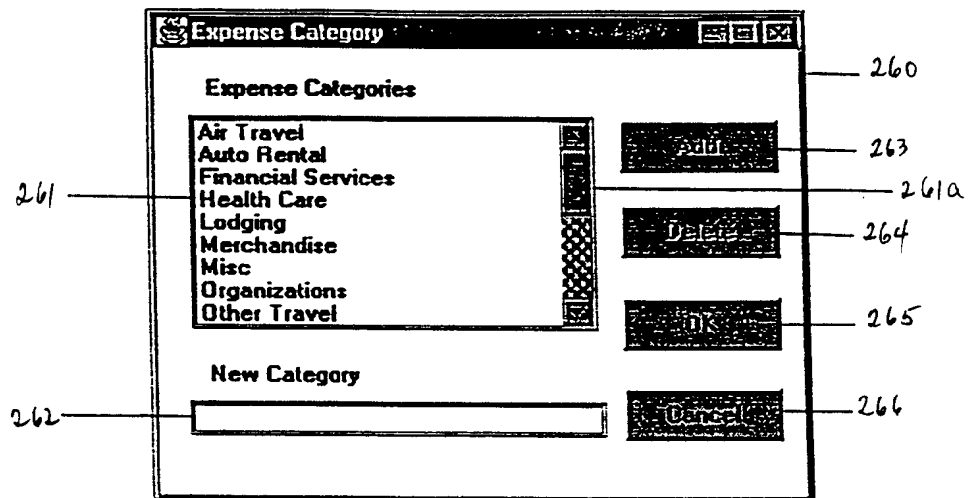 Expense Category
260
Expense Categories
Air Travel
Auto Rental
Financial Services
Health Care
Lodging
Merchandise
Misc
Organizations
Other Travel
Add
263
261
261a
Delete
264
OK
265
New Category
262
Cancel
266